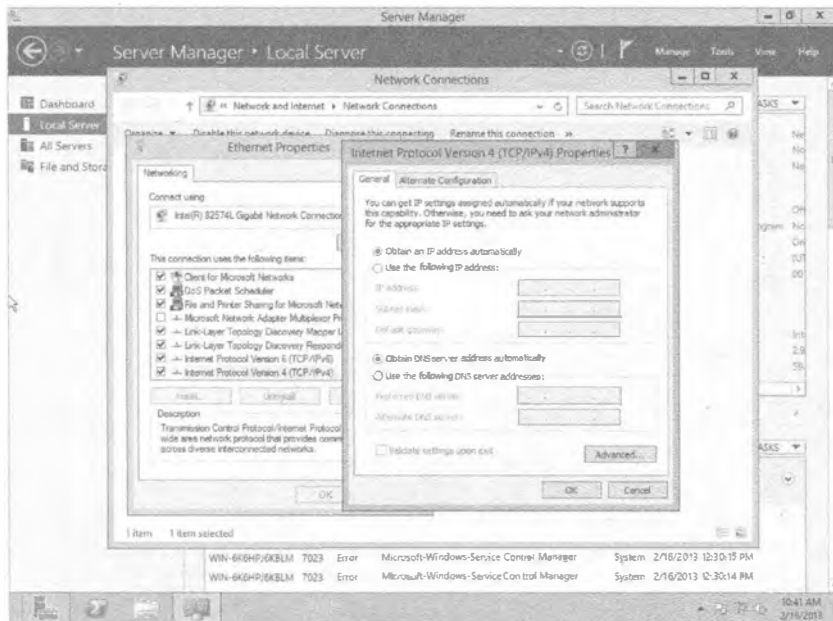 Server Manager
Server Manager • Local Server
Manage Tools View Help
Dashboard
Local Server
All Servers
File and Stora
Network Connections
Network and Internet
Network Connections
Search Network Connections
Organize Disable this network device Diagnose this connection Rename this connection »
ASKS
Ethernet Properties
Networking
Connect using:
Intel(R) 82574L Gigabit Network Connection
This connection uses the following items:
Client for Microsoft Networks
QoS Packet Scheduler
File and Printer Sharing for Microsoft Netw
Microsoft Network Adapter Multiplexor Pr
Link-Layer Topology Discovery Mapper I
Link-Layer Topology Discovery Respond
Internet Protocol Version 6 (TCP/IPv6)
Internet Protocol Version 4 (TCP/IPv4)
Install...
Uninstall
Description
Transmission Control Protocol/Internet Protocol
wide area network protocol that provides comm
across diverse interconnected networks.
OK
Internet Protocol Version 4 (TCP/IPv4) Properties
General Alternate Configuration
You can get IP settings assigned automatically if your network supports
this capability. Otherwise, you need to ask your network administrator
for the appropriate IP settings.
Obtain an IP address automatically
Use the following IP address:
IP address:
Subnet mask:
Default gateway:
Obtain DNS server address automatically
Use the following DNS server addresses:
Preferred DNS server:
Alternate DNS server:
Validate settings upon exit
Advanced...
OK Cancel
1 item 1 item selected
ASKS
WIN-6K6HPJ6KBLM 7023 Error Microsoft-Windows-Service Control Manager System 2/16/2013 12:30:15 PM
WIN-6K6HPJ6KBLM 7023 Error Microsoft-Windows-Service Control Manager System 2/16/2013 12:30:14 PM
10:41 AM
2/16/2013